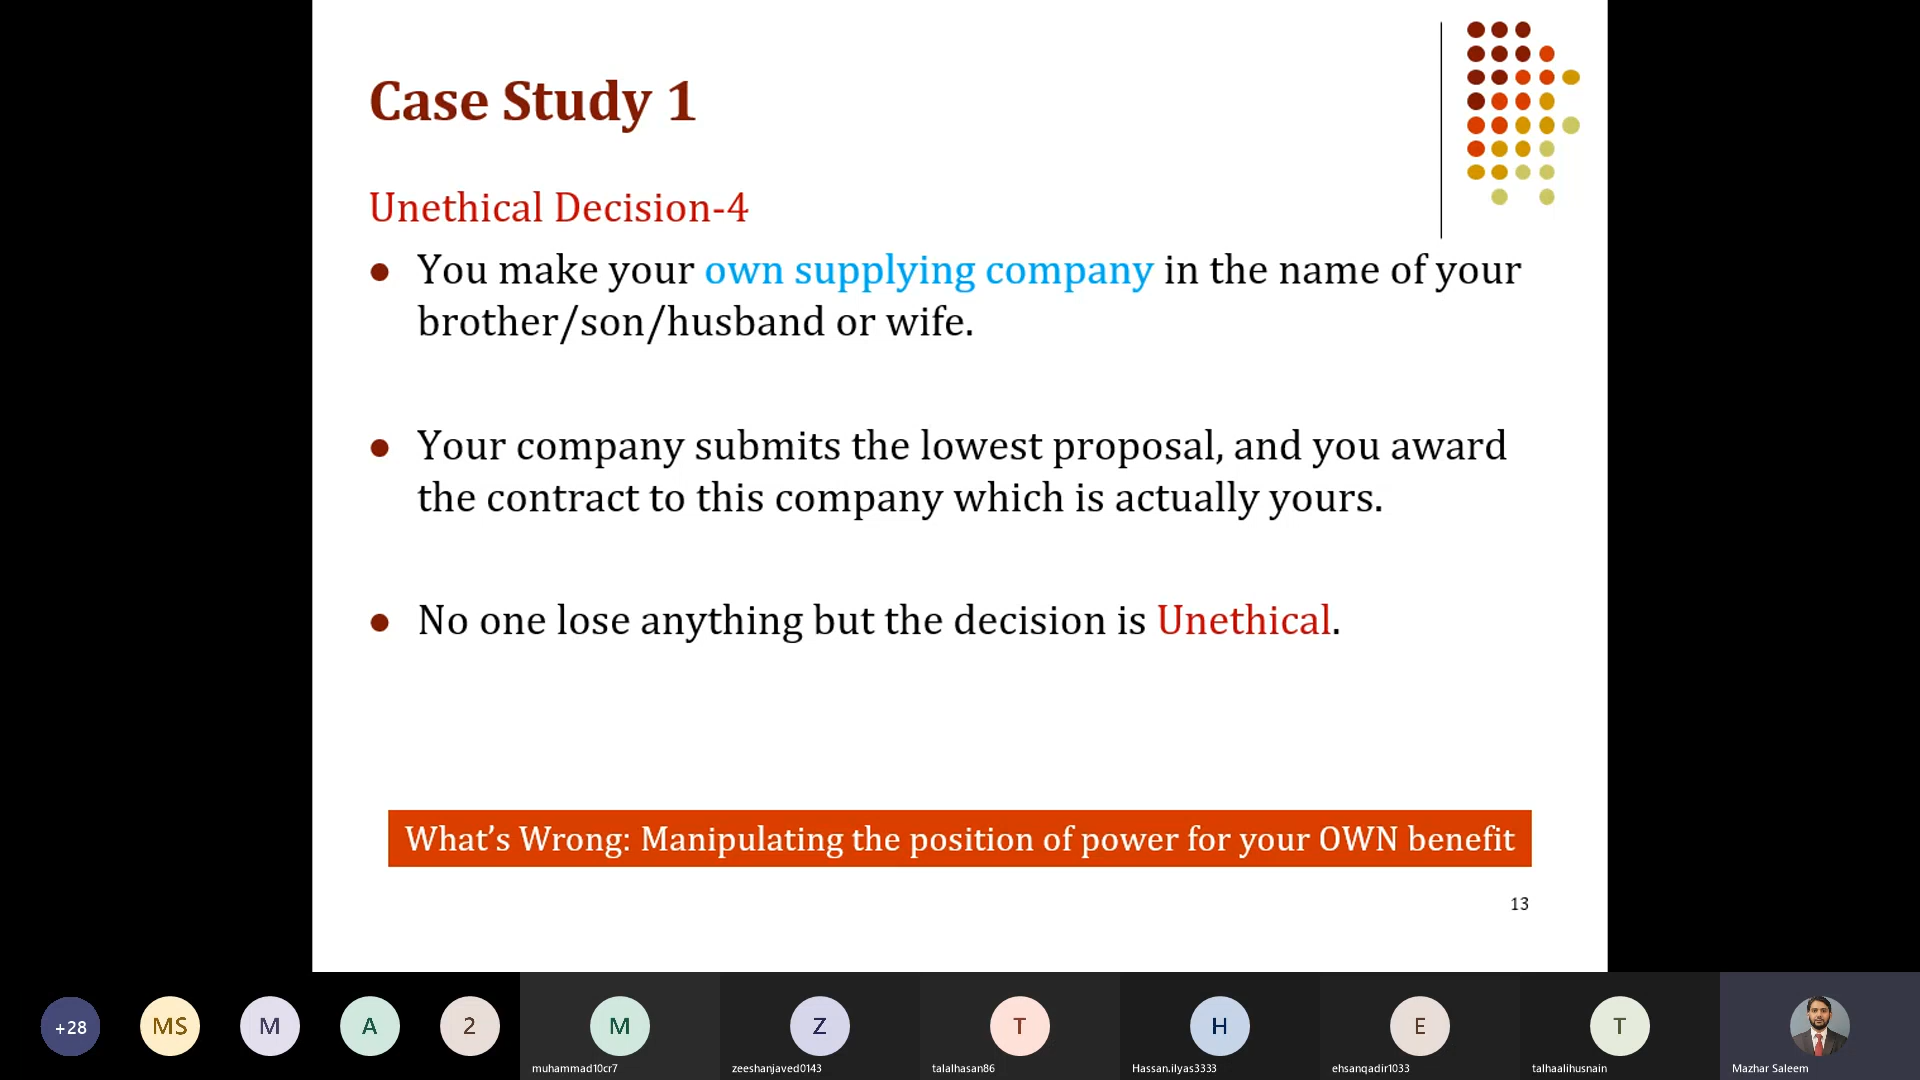 Case Study 1
Unethical Decision-4
You make your own supplying company in the name of your
brother/son/husband or wife.
Your company submits the lowest proposal, and you award
the contract to this company which is actually yours.
No one lose anything but the decision is Unethical.
What’s Wrong: Manipulating the position of power for your OWN benefit
13
+28
MS
M
A
2
M
Z
T
H
E
T
muhammad10cr7
zeeshanjaved0143
talalhasan86
Hassan.ilyas3333
ehsanqadir1033
talhaalihusnain
Mazhar Saleem